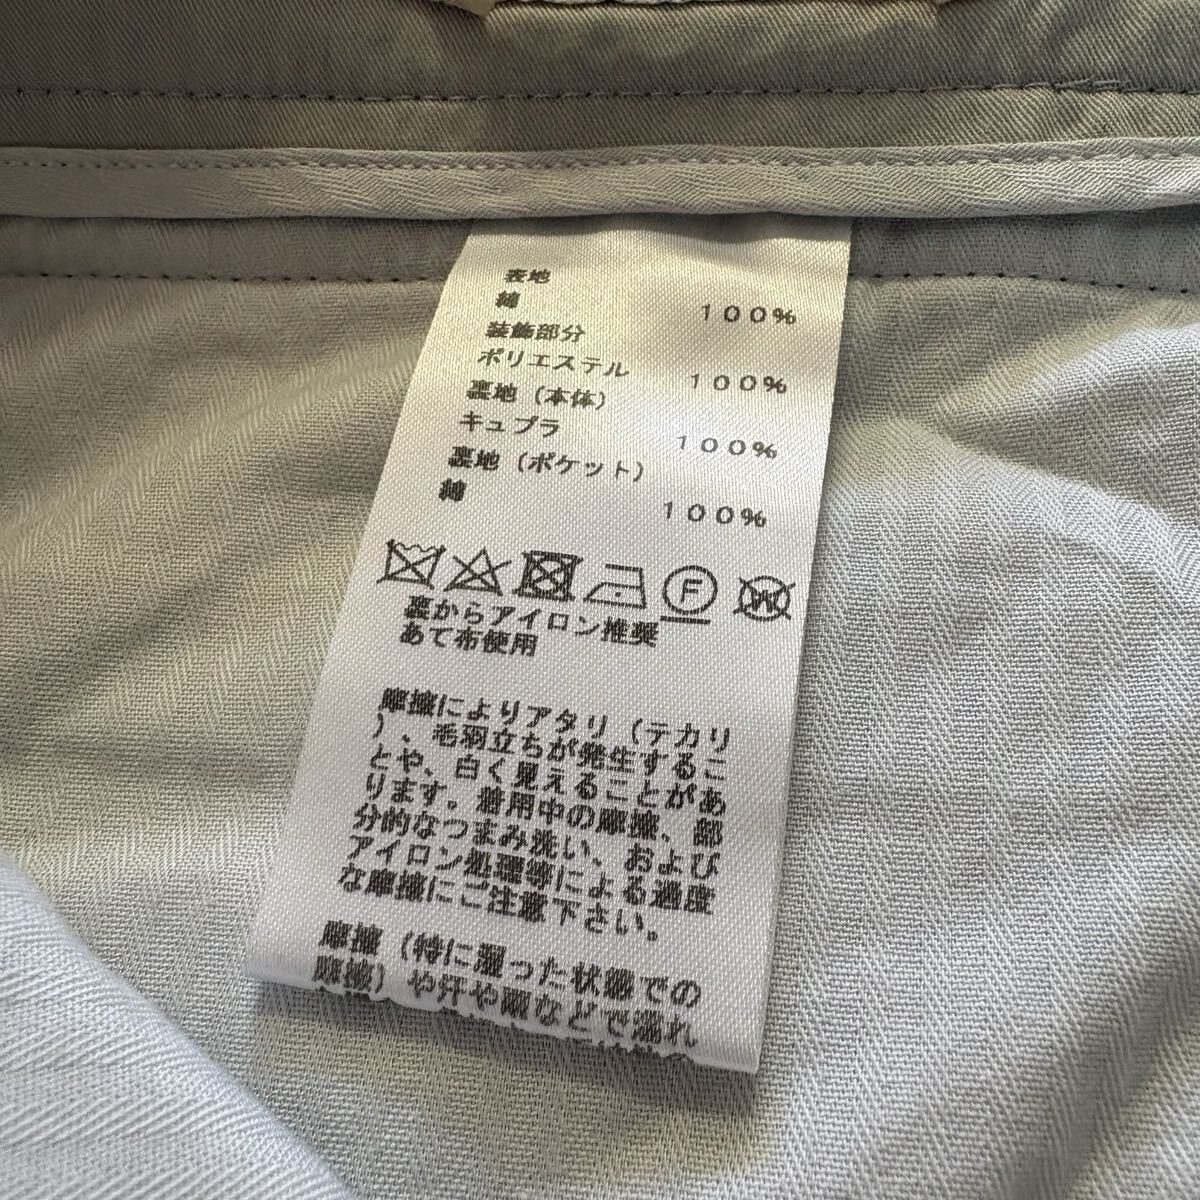 表地
綿 100%
装飾部分
ポリエステル 100%
裏地(本体)
キュプラ 100%
裏地(ポケット)
綿 100%
F W
裏からアイロン推奨
あて布使用
摩擦によりアタリ(テカリ
)、毛羽立ちが発生するこ
とや、白く見えることがあ
ります。着用中の摩擦、部
分的なつまみ洗い、および
アイロン処理等による過度
な摩擦にご注意下さい。
摩擦(特に湿った状態での
摩擦)や汗や雨などで濡れ